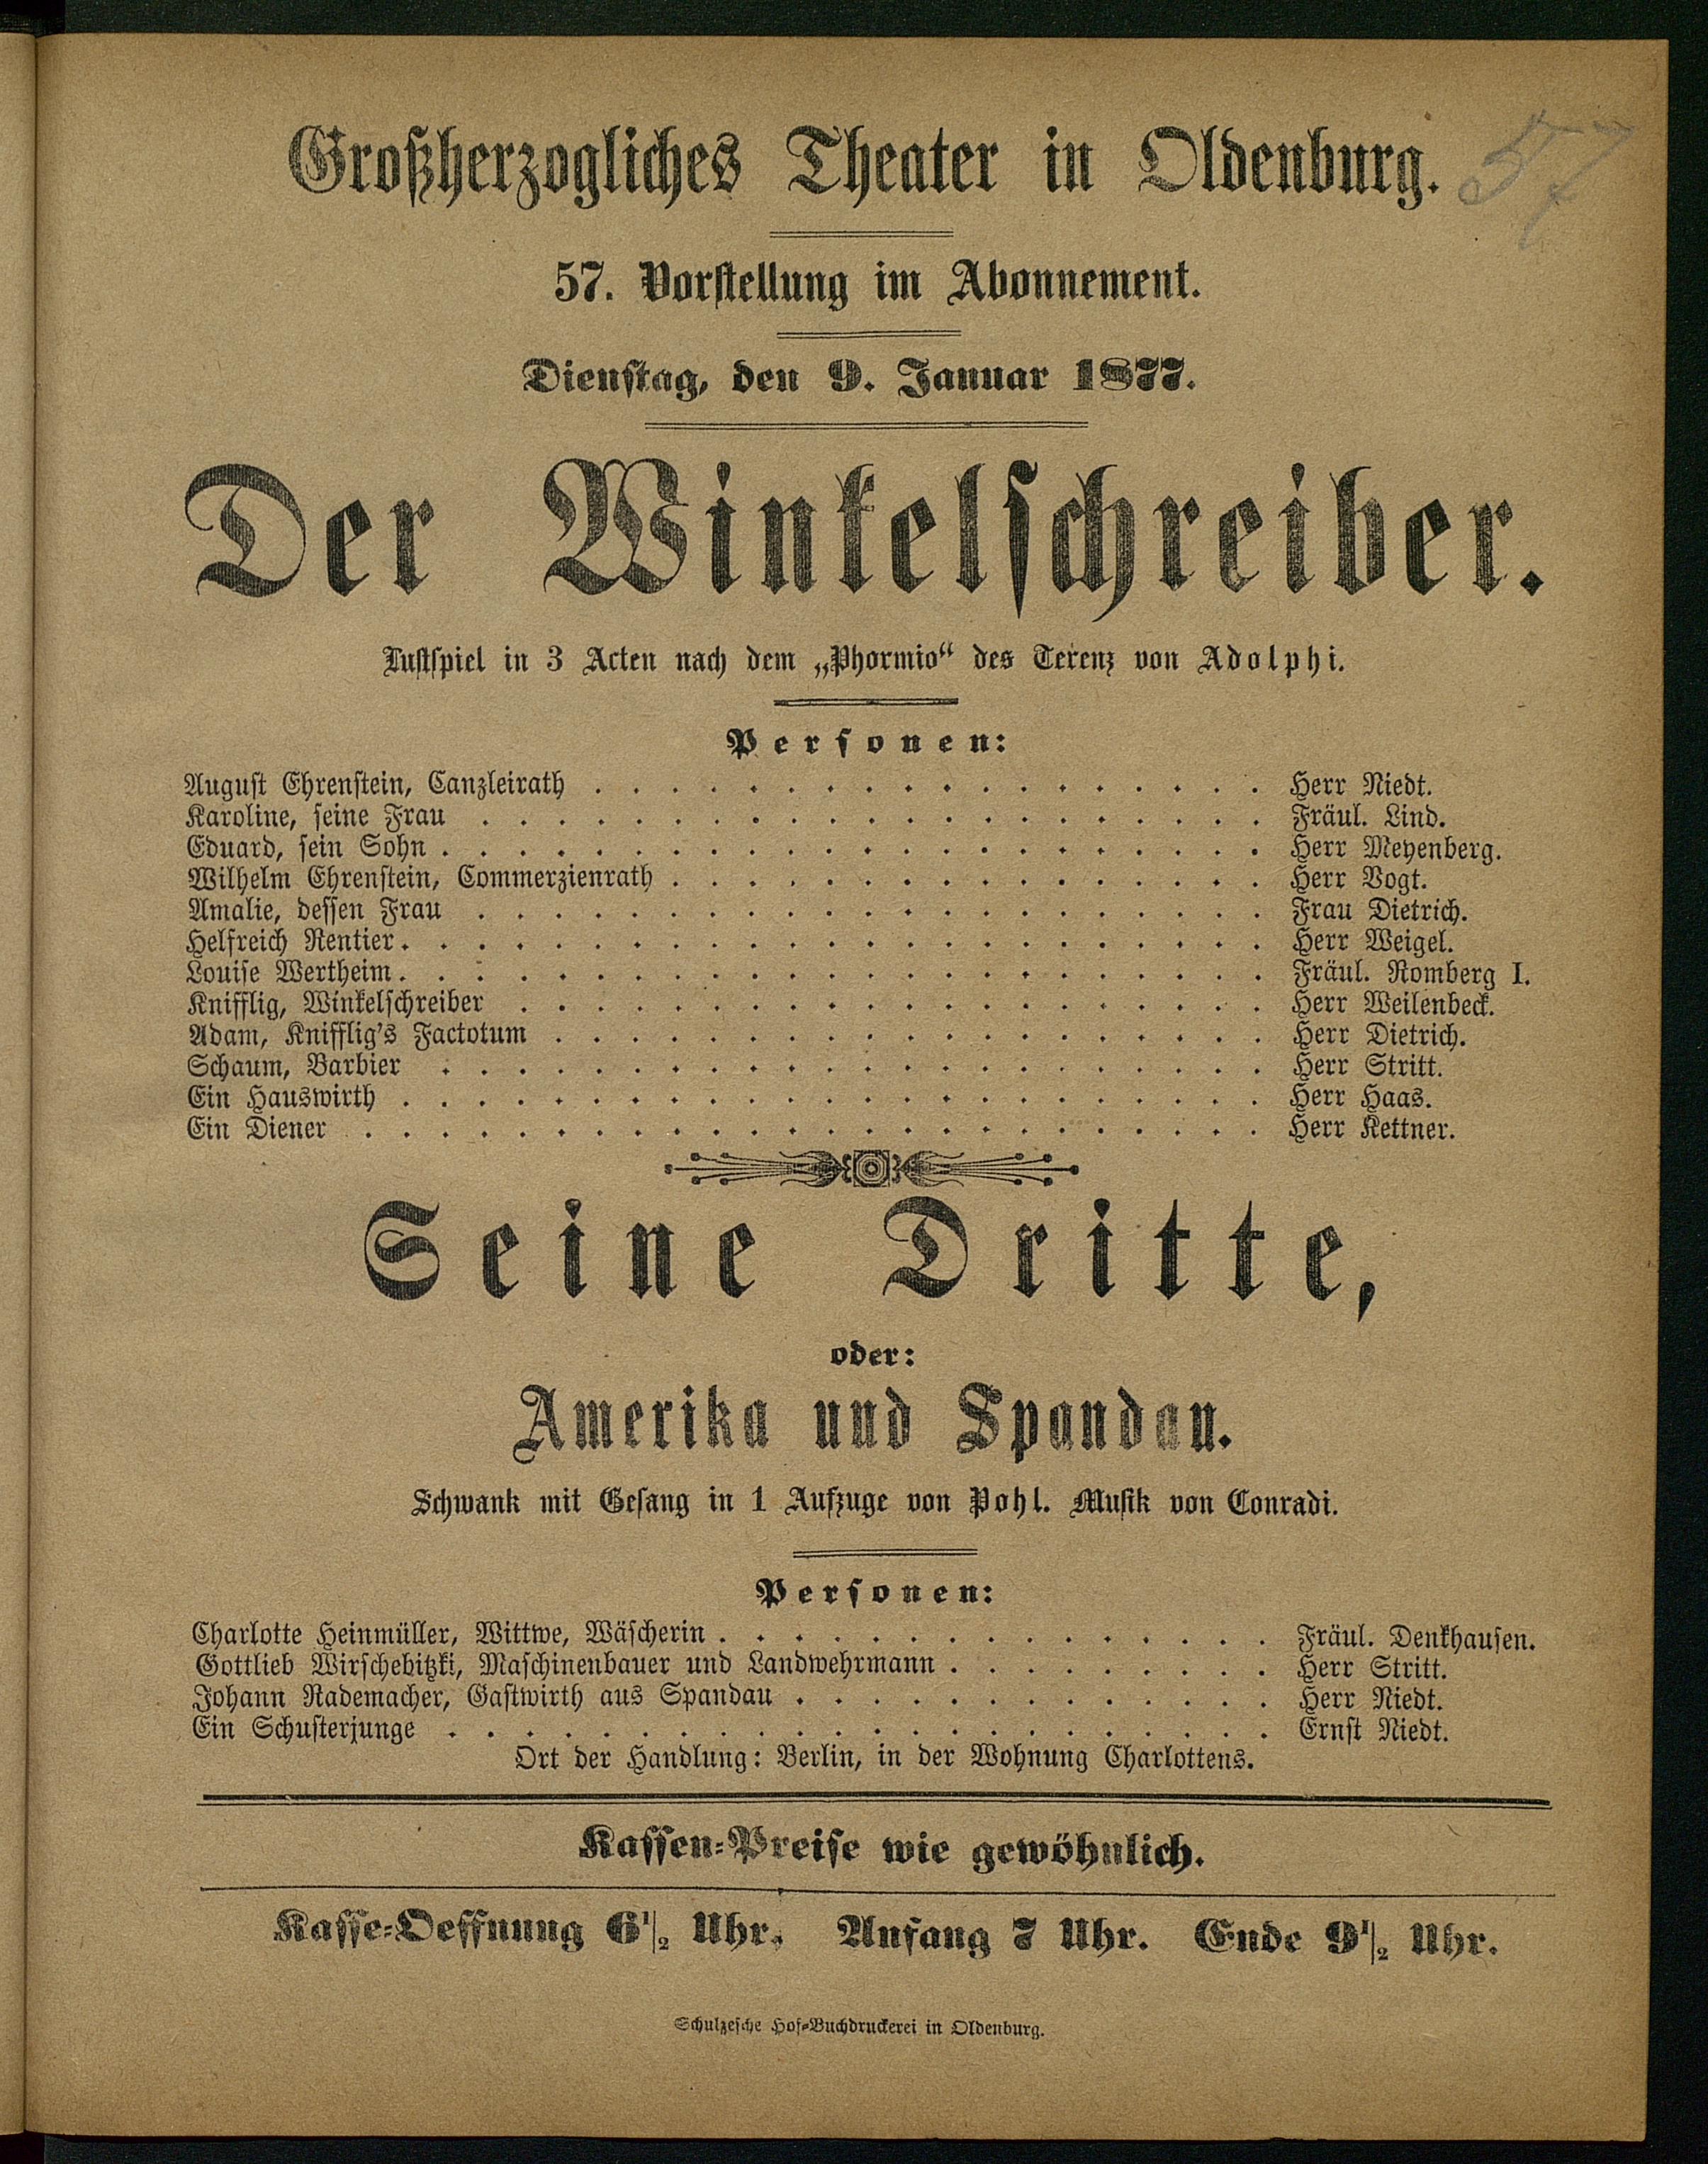 Großherzogliches Theater in Oldenburg.
57
57. Vorstellung im Abonnement.
Dienstag, den 9. Januar 1877.
Der Winkelschreiber.
Lustspiel in 3 Acten nach dem „Phormio“ des Terenz von Adolphi.
Personen:
August Ehrenstein, Canzleirath . . . . . . . . . . . . . . . . . . Herr Niedt.
Karoline, seine Frau . . . . . . . . . . . . . . . . . . . . . Fräul. Lind.
Eduard, sein Sohn . . . . . . . . . . . . . . . . . . . . . . Herr Meyenberg.
Wilhelm Ehrenstein, Commerzienrath . . . . . . . . . . . . . . . . Herr Vogt.
Amalie, dessen Frau . . . . . . . . . . . . . . . . . . . . . Frau Dietrich.
Helfreich Rentier . . . . . . . . . . . . . . . . . . . . . . . Herr Weigel.
Louise Wertheim . . . . . . . . . . . . . . . . . . . . . . . Fräul. Romberg I.
Knifflig, Winkelschreiber . . . . . . . . . . . . . . . . . . . . Herr Weilenbeck.
Adam, Knifflig's Factotum . . . . . . . . . . . . . . . . . . . Herr Dietrich.
Schaum, Barbier . . . . . . . . . . . . . . . . . . . . . . Herr Stritt.
Ein Hauswirth . . . . . . . . . . . . . . . . . . . . . . . Herr Haas.
Ein Diener . . . . . . . . . . . . . . . . . . . . . . . . Herr Kettner.
Seine Dritte,
oder:
Amerika und Spandau.
Schwank mit Gesang in 1 Aufzuge von Pohl. Musik von Conradi.
Personen:
Charlotte Heinmüller, Wittwe, Wäscherin . . . . . . . . . . . . . . . Fräul. Denkhausen.
Gottlieb Wirschebitzki, Maschinenbauer und Landwehrmann . . . . . . . . . Herr Stritt.
Johann Rademacher, Gastwirth aus Spandau . . . . . . . . . . . . . Herr Niedt.
Ein Schusterjunge . . . . . . . . . . . . . . . . . . . . . . Ernst Niedt.
Ort der Handlung: Berlin, in der Wohnung Charlottens.
Kassen-Preise wie gewöhnlich.
Kasse-Oeffnung 6 1/2 Uhr. Anfang 7 Uhr. Ende 9 1/2 Uhr.
Schulzesche Hof-Buchdruckerei in Oldenburg.